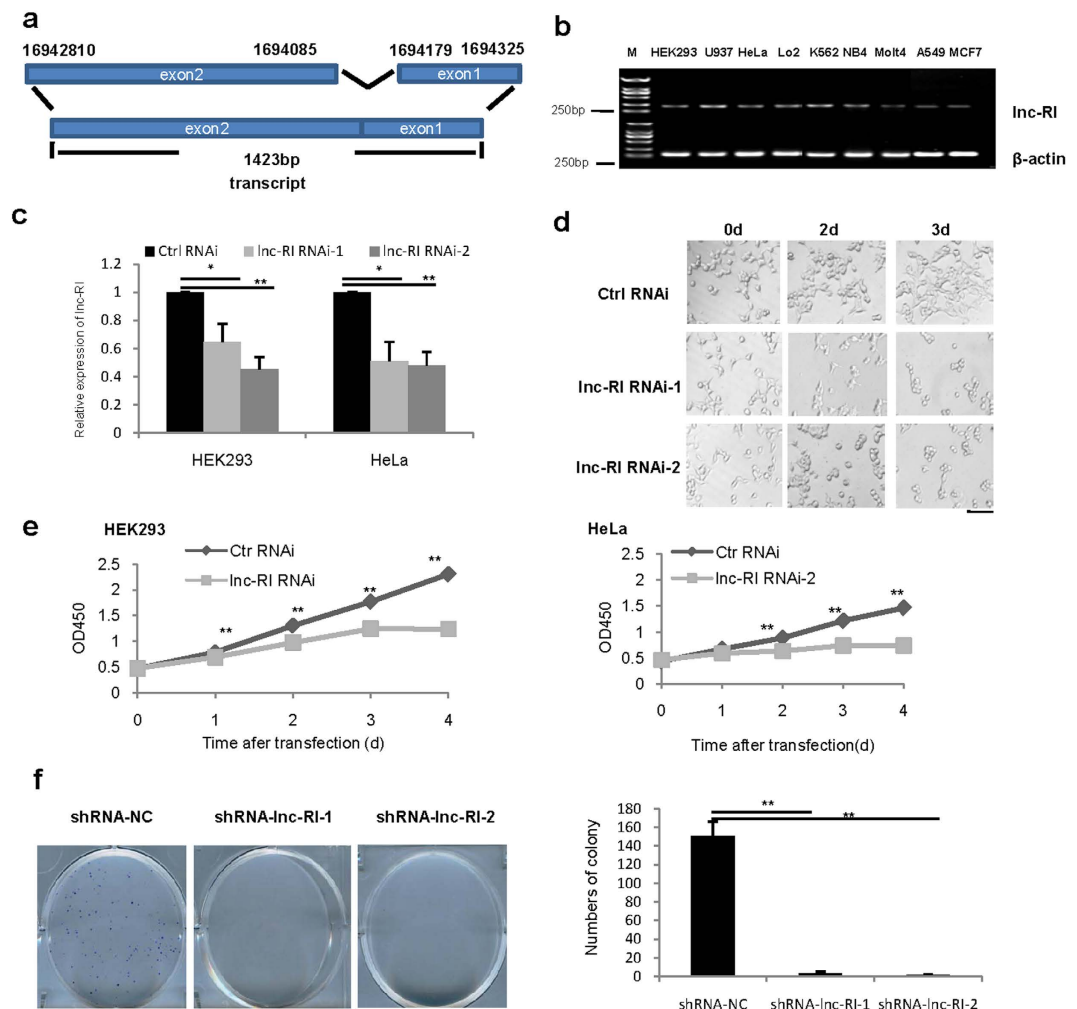 a
16942810 1694085 1694179 1694325
exon2 exon1
exon2 exon1
1423bp
transcript
b
M HEK293 U937 HeLa Lo2 K562 NB4 Molt4 A549 MCF7
250bp lnc-RI
250bp β-actin
c
Ctrl RNAi lnc-RI RNAi-1 lnc-RI RNAi-2
Relative expression of lnc-RI
1.2
1
0.8
0.6
0.4
0.2
0
* ** * **
HEK293 HeLa
d
0d 2d 3d
Ctrl RNAi
lnc-RI RNAi-1
lnc-RI RNAi-2
e
HEK293
Ctr RNAi
lnc-RI RNAi
OD450
2.5
2
1.5
1
0.5
0
** ** ** **
0 1 2 3 4
Time afer transfection (d)
HeLa
Ctr RNAi
lnc-RI RNAi-2
OD450
2.5
2
1.5
1
0.5
0
** ** **
0 1 2 3 4
Time after transfection(d)
f
shRNA-NC shRNA-lnc-RI-1 shRNA-lnc-RI-2
Numbers of colony
180
160
140
120
100
80
60
40
20
0
** **
shRNA-NC shRNA-lnc-RI-1 shRNA-lnc-RI-2